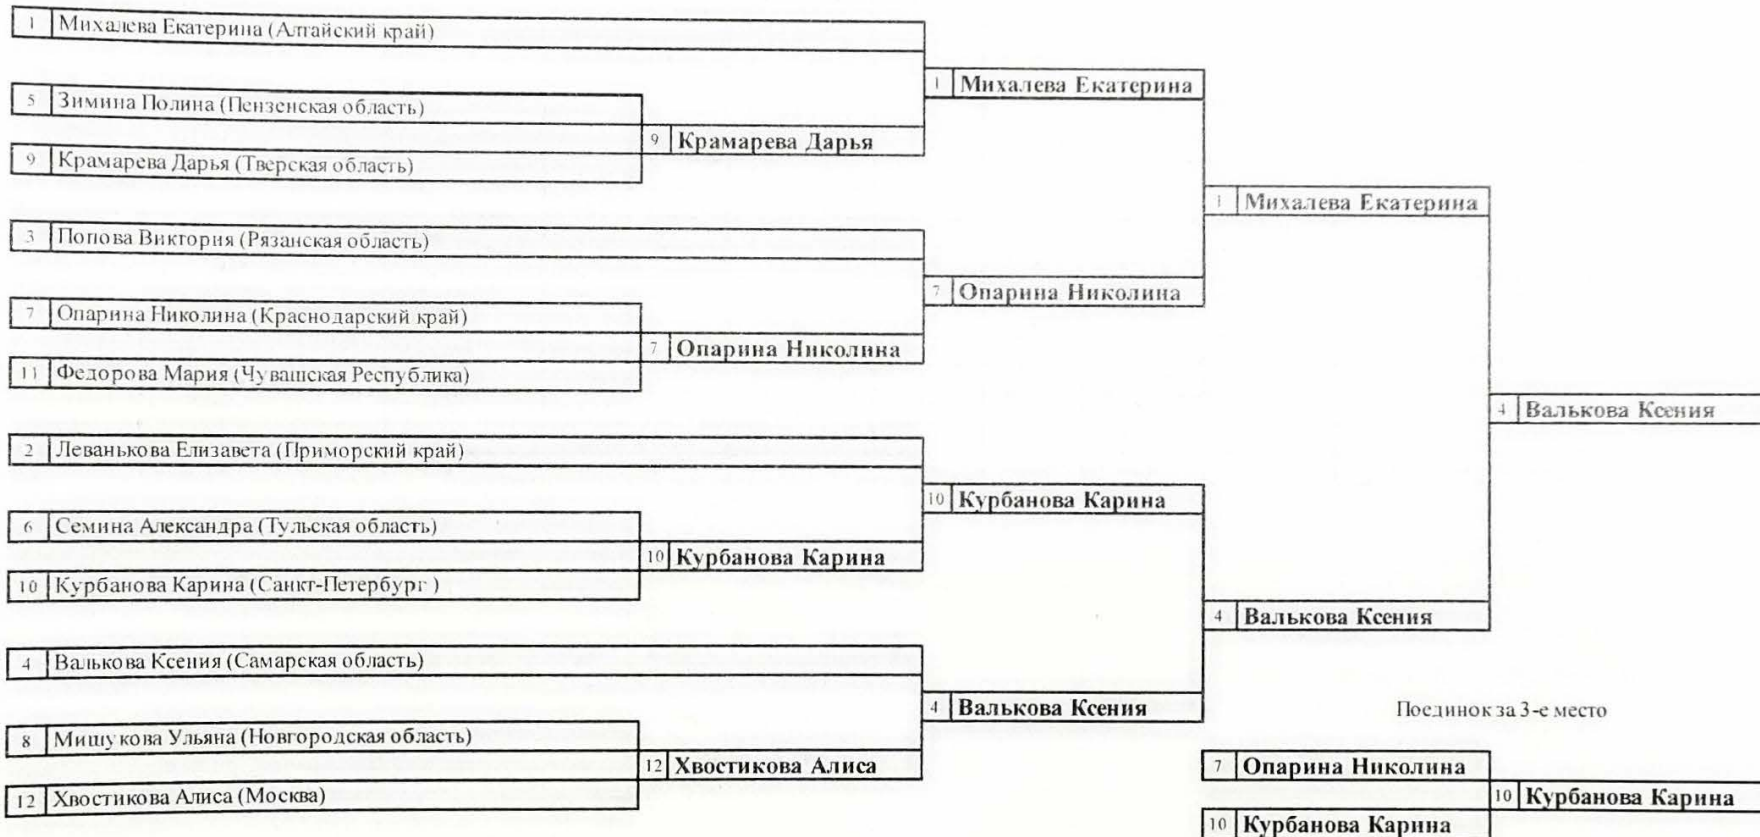 1 Михалева Екатерина (Алтайский край)
1 Михалева Екатерина
5 Зимина Полина (Пензенская область)
9 Крамарева Дарья
9 Крамарева Дарья (Тверская область)
1 Михалева Екатерина
3 Попова Виктория (Рязанская область)
7 Опарина Николина
7 Опарина Николина (Краснодарский край)
7 Опарина Николина
11 Федорова Мария (Чувашская Республика)
4 Валькова Ксения
2 Леванькова Елизавета (Приморский край)
10 Курбанова Карина
6 Семина Александра (Тульская область)
10 Курбанова Карина
10 Курбанова Карина (Санкт-Петербург )
4 Валькова Ксения
4 Валькова Ксения (Самарская область)
4 Валькова Ксения
Поединок за 3-е место
8 Мишукова Ульяна (Новгородская область)
12 Хвостикова Алиса
7 Опарина Николина
12 Хвостикова Алиса (Москва)
10 Курбанова Карина
10 Курбанова Карина